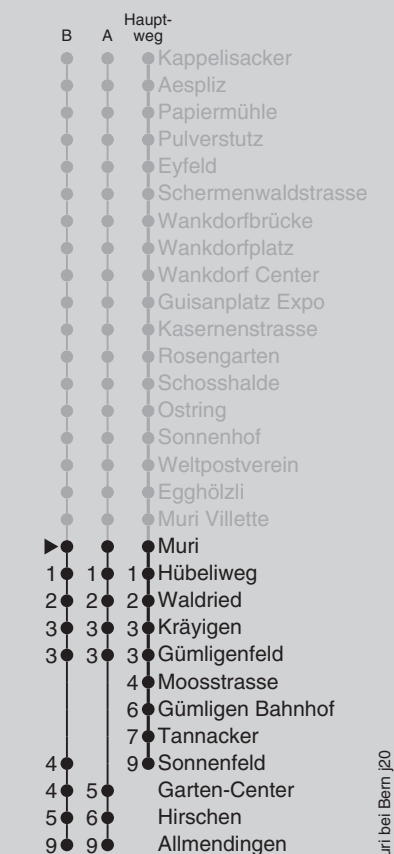 Haupt-
B A weg
Kappelisacker
Aespliz
Papiermühle
Pulverstutz
Eyfeld
Schermenwaldstrasse
Wankdorfbrücke
Wankdorfplatz
Wankdorf Center
Guisanplatz Expo
Kasernenstrasse
Rosengarten
Schosshalde
Ostring
Sonnenhof
Weltpostverein
Egghölzli
Muri Villette
Muri
1 1 1 Hübeliweg
2 2 2 Waldried
3 3 3 Kräyigen
3 3 3 Gümligenfeld
4 Moosstrasse
6 Gümligen Bahnhof
7 Tannacker
4 9 Sonnenfeld
4 5 Garten-Center
5 6 Hirschen
9 9 Allmendingen
bei Bern j20